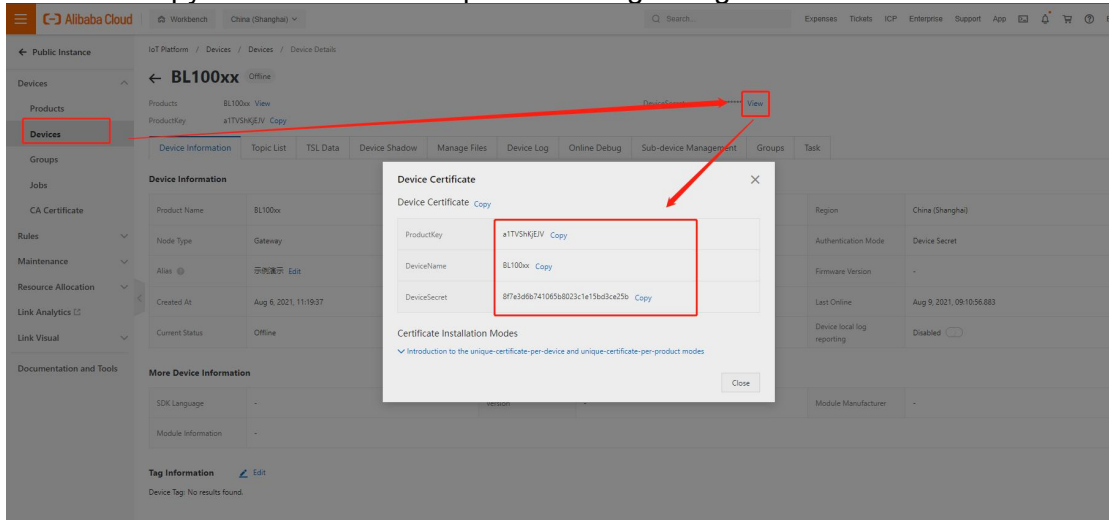 Alibaba Cloud Workbench China (Shanghai) Search... Expenses Tickets ICP Enterprise Support App
Public Instance
IoT Platform / Devices / Devices / Device Details
BL100xx Offline
Devices
Products
Devices
Groups
Jobs
CA Certificate
Rules
Maintenance
Resource Allocation
Link Analytics
Link Visual
Documentation and Tools
Products BL100xx View
View
ProductKey a1TVShKjEJV Copy
Device Information Topic List TSL Data Device Shadow Manage Files Device Log Online Debug Sub-device Management Groups Task
Device Information
Product Name BL100xx Region China (Shanghai)
Node Type Gateway Authentication Mode Device Secret
Alias 示例演示 Edit Firmware Version -
Created At Aug 6, 2021, 11:19:37 Last Online Aug 9, 2021, 09:10:56.883
Current Status Offline Device local log
reporting Disabled
Device Certificate
Device Certificate Copy
ProductKey a1TVShKjEJV Copy
DeviceName BL100xx Copy
DeviceSecret 8f7e3d6b741065b8023c1e15bd3ce25b Copy
Certificate Installation Modes
Introduction to the unique-certificate-per-device and unique-certificate-per-product modes
Close
More Device Information
SDK Language - Version - Module Manufacturer -
Module Information -
Tag Information Edit
Device Tag: No results found.